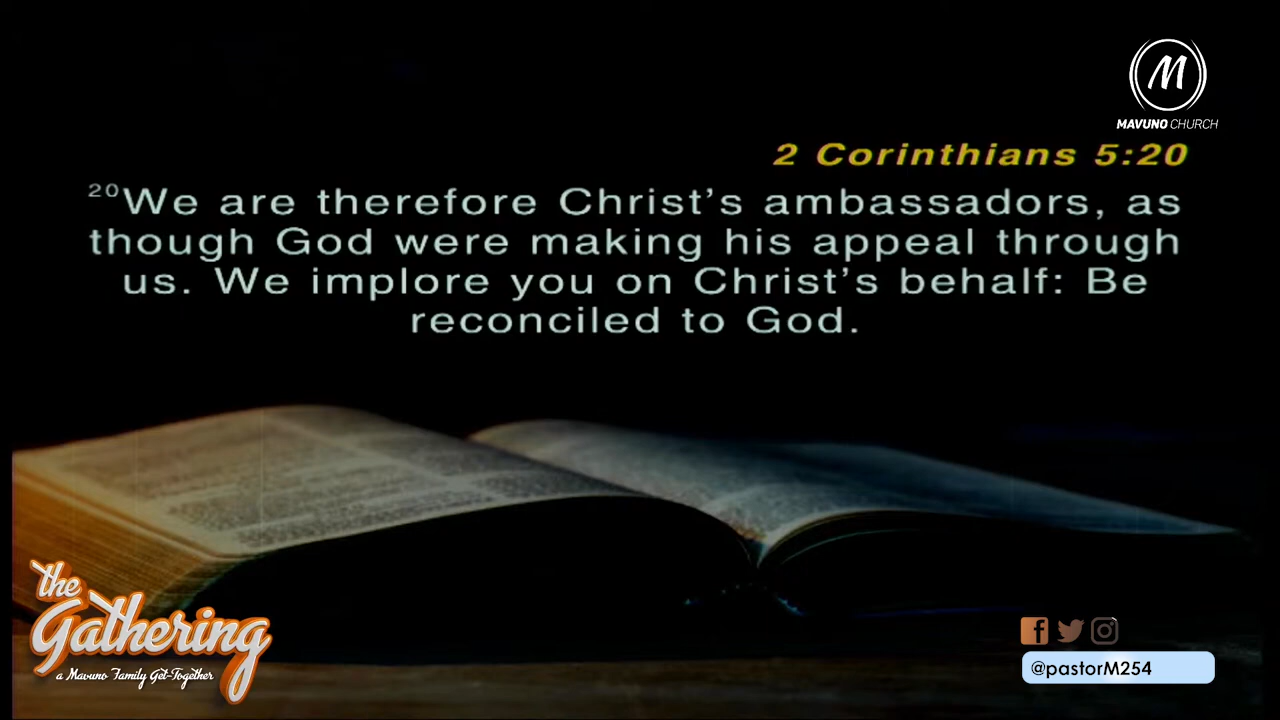 M
MAVUNO CHURCH
2 Corinthians 5:20
20We are therefore Christ’s ambassadors, as
though God were making his appeal through
us. We implore you on Christ’s behalf: Be
reconciled to God.
the
Gathering
a Mavuno Family Get-Together
f
@pastorM254